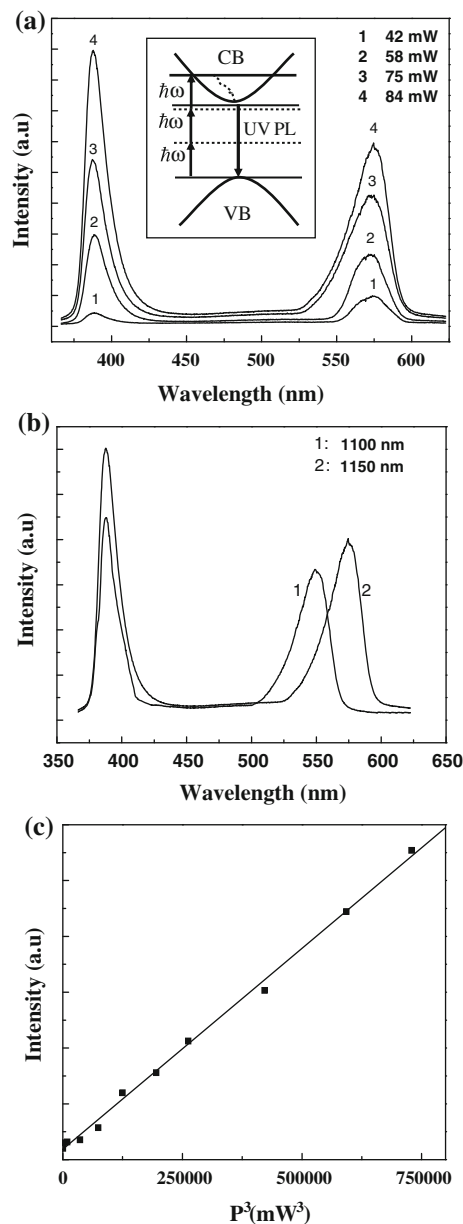 (a)
4
3
2
1
CB
ħω
ħω
ħω
UV PL
VB
1 42 mW
2 58 mW
3 75 mW
4 84 mW
4
3
2
1
Intensity (a.u)
400 450 500 550 600
Wavelength (nm)
(b)
1: 1100 nm
2: 1150 nm
1
2
Intensity (a.u)
350 400 450 500 550 600 650
Wavelength (nm)
(c)
Intensity (a.u)
0 250000 500000 750000
P³(mW³)